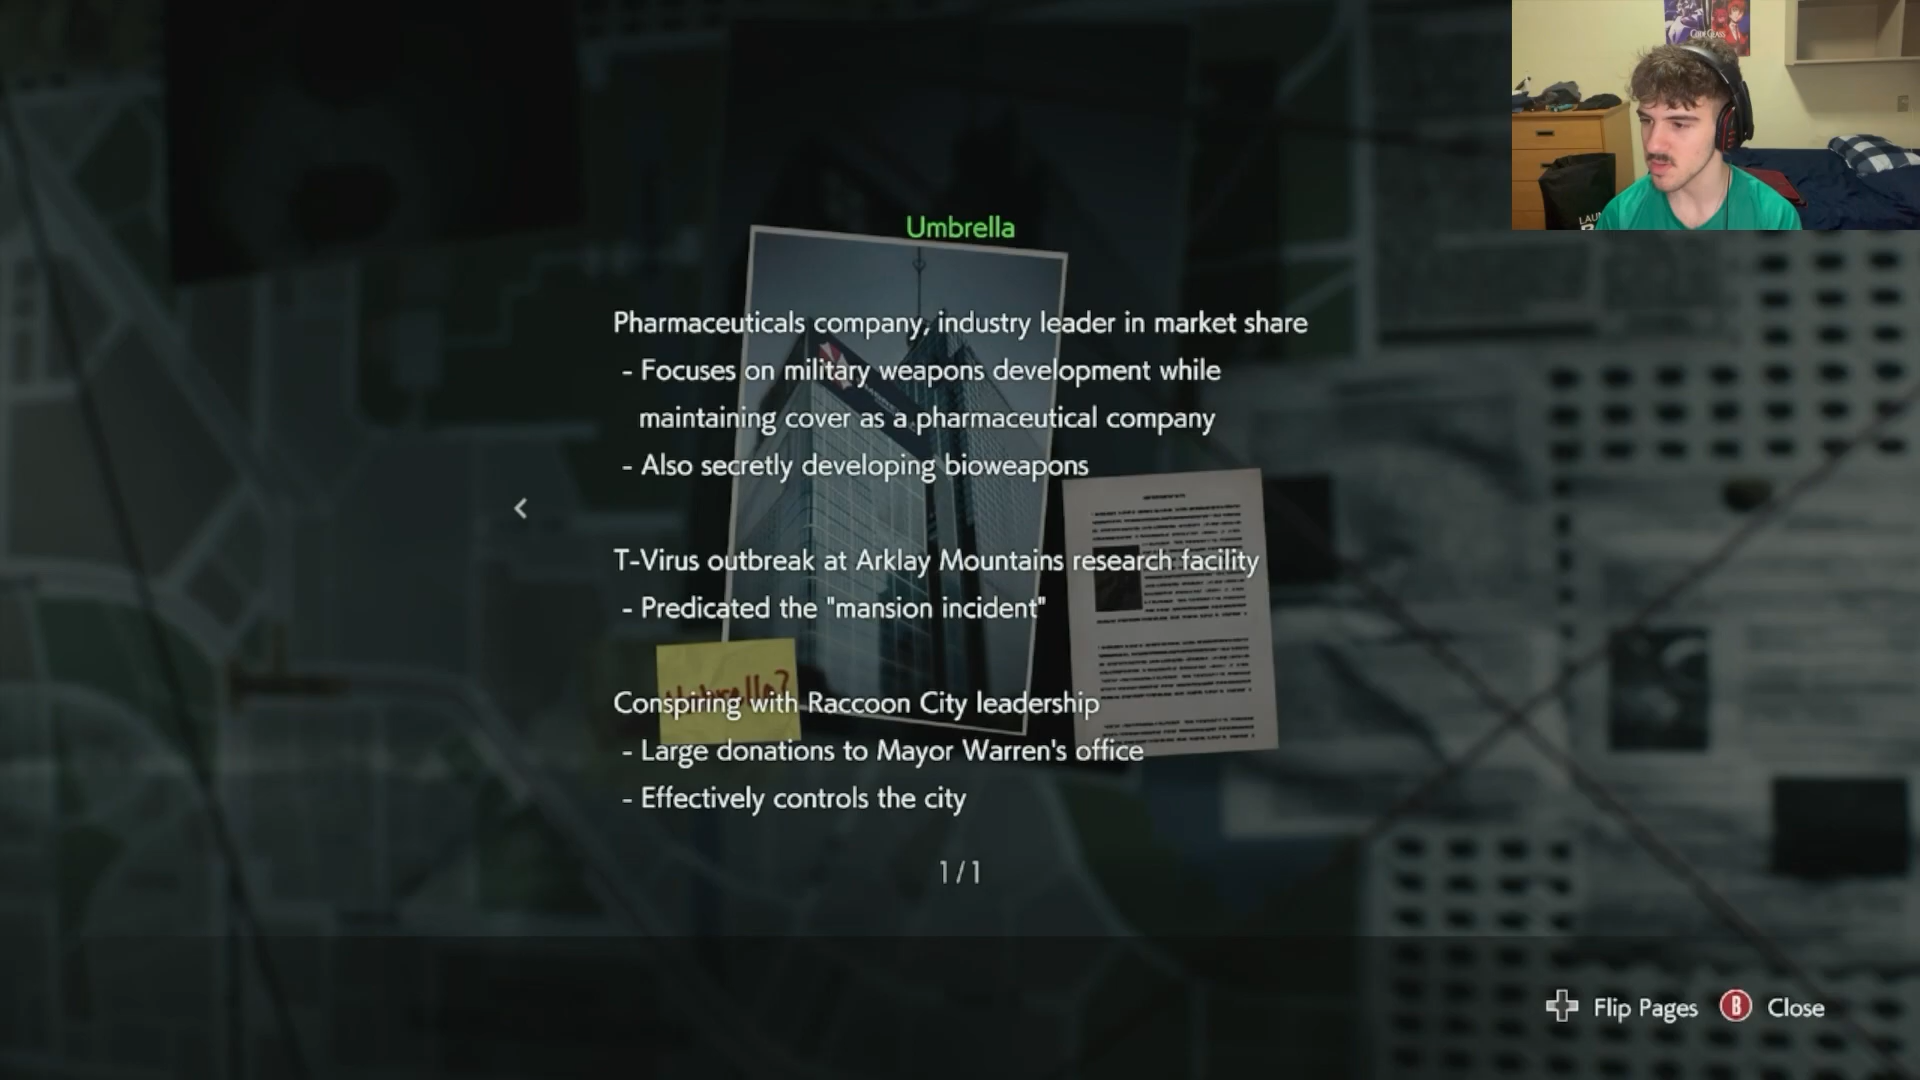 CODE GEASS
Umbrella
Pharmaceuticals company, industry leader in market share
- Focuses on military weapons development while
maintaining cover as a pharmaceutical company
- Also secretly developing bioweapons
T-Virus outbreak at Arklay Mountains research facility
- Predicated the "mansion incident"
Conspiring with Raccoon City leadership
- Large donations to Mayor Warren's office
- Effectively controls the city
1 / 1
Flip Pages B Close